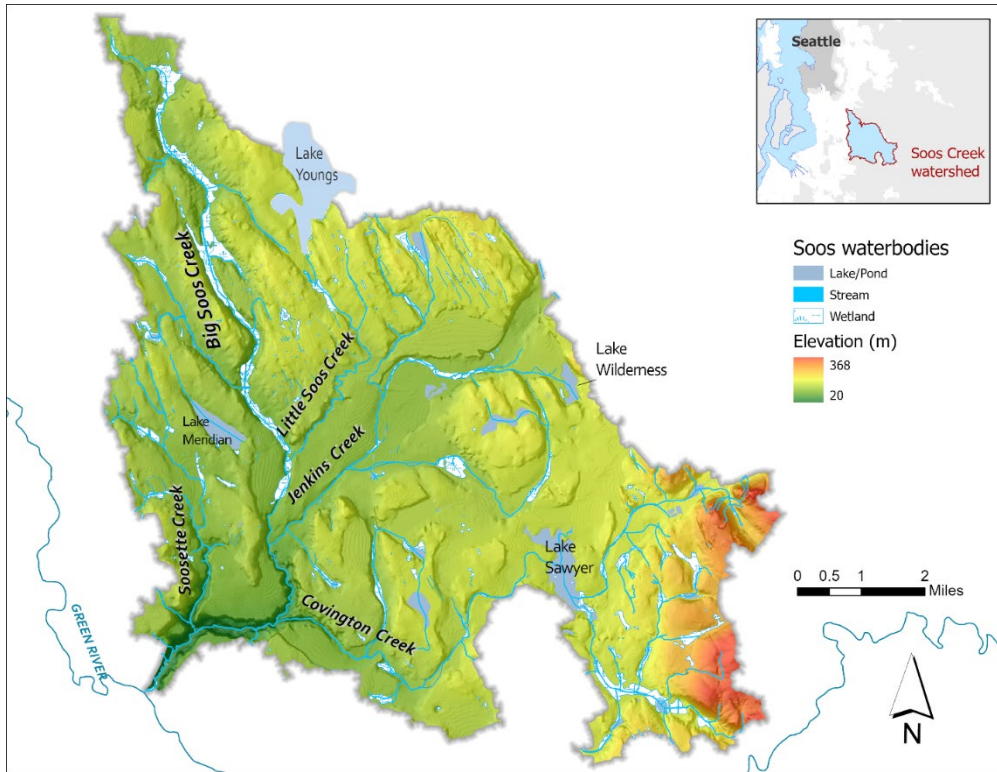 Seattle
Soos Creek
watershed
Lake
Youngs
Soos waterbodies
Lake/Pond
Stream
Wetland
Elevation (m)
368
20
Big Soos Creek
Little Soos Creek
Lake
Wilderness
Lake
Meridian
Jenkins Creek
Soosette Creek
Lake
Sawyer
0 0.5 1 2
Miles
Covington Creek
GREEN RIVER
N